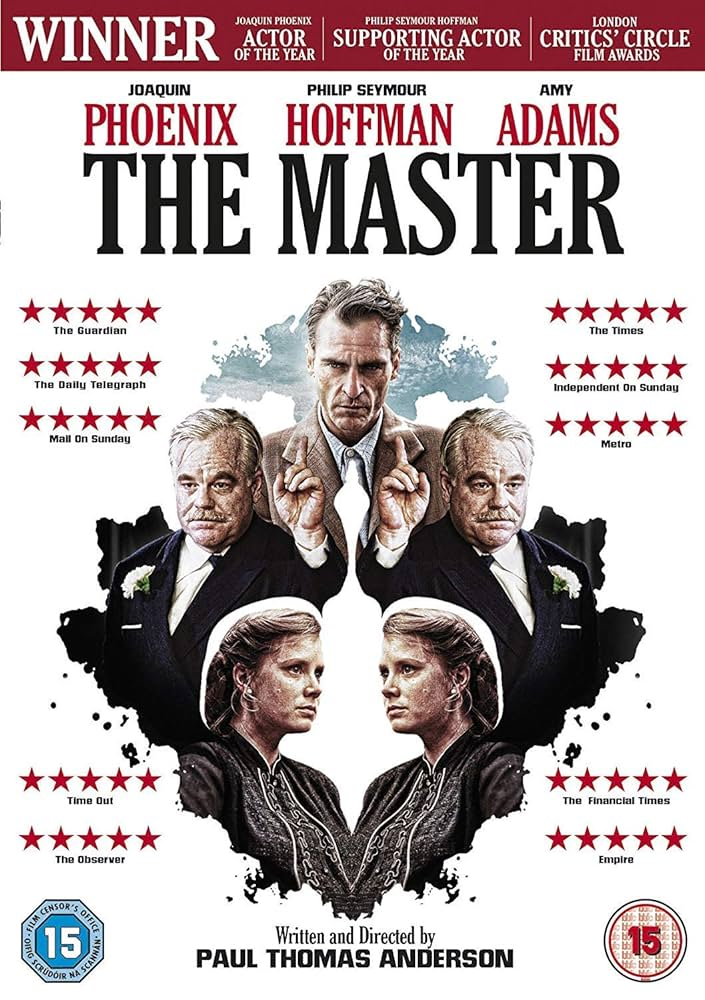 WINNER
JOAQUIN PHOENIX
ACTOR
OF THE YEAR
PHILIP SEYMOUR HOFFMAN
SUPPORTING ACTOR
OF THE YEAR
LONDON
CRITICS' CIRCLE
FILM AWARDS
JOAQUIN
PHOENIX
PHILIP SEYMOUR
HOFFMAN
AMY
ADAMS
THE MASTER
The Guardian
The Daily Telegraph
Mail On Sunday
The Times
Independent On Sunday
Metro
Time Out
The Observer
The Financial Times
Empire
Written and Directed by
PAUL THOMAS ANDERSON
FILM CENSOR'S OFFICE
15
OIFIG SCRÚDÓIR NA SCANNÁN
15